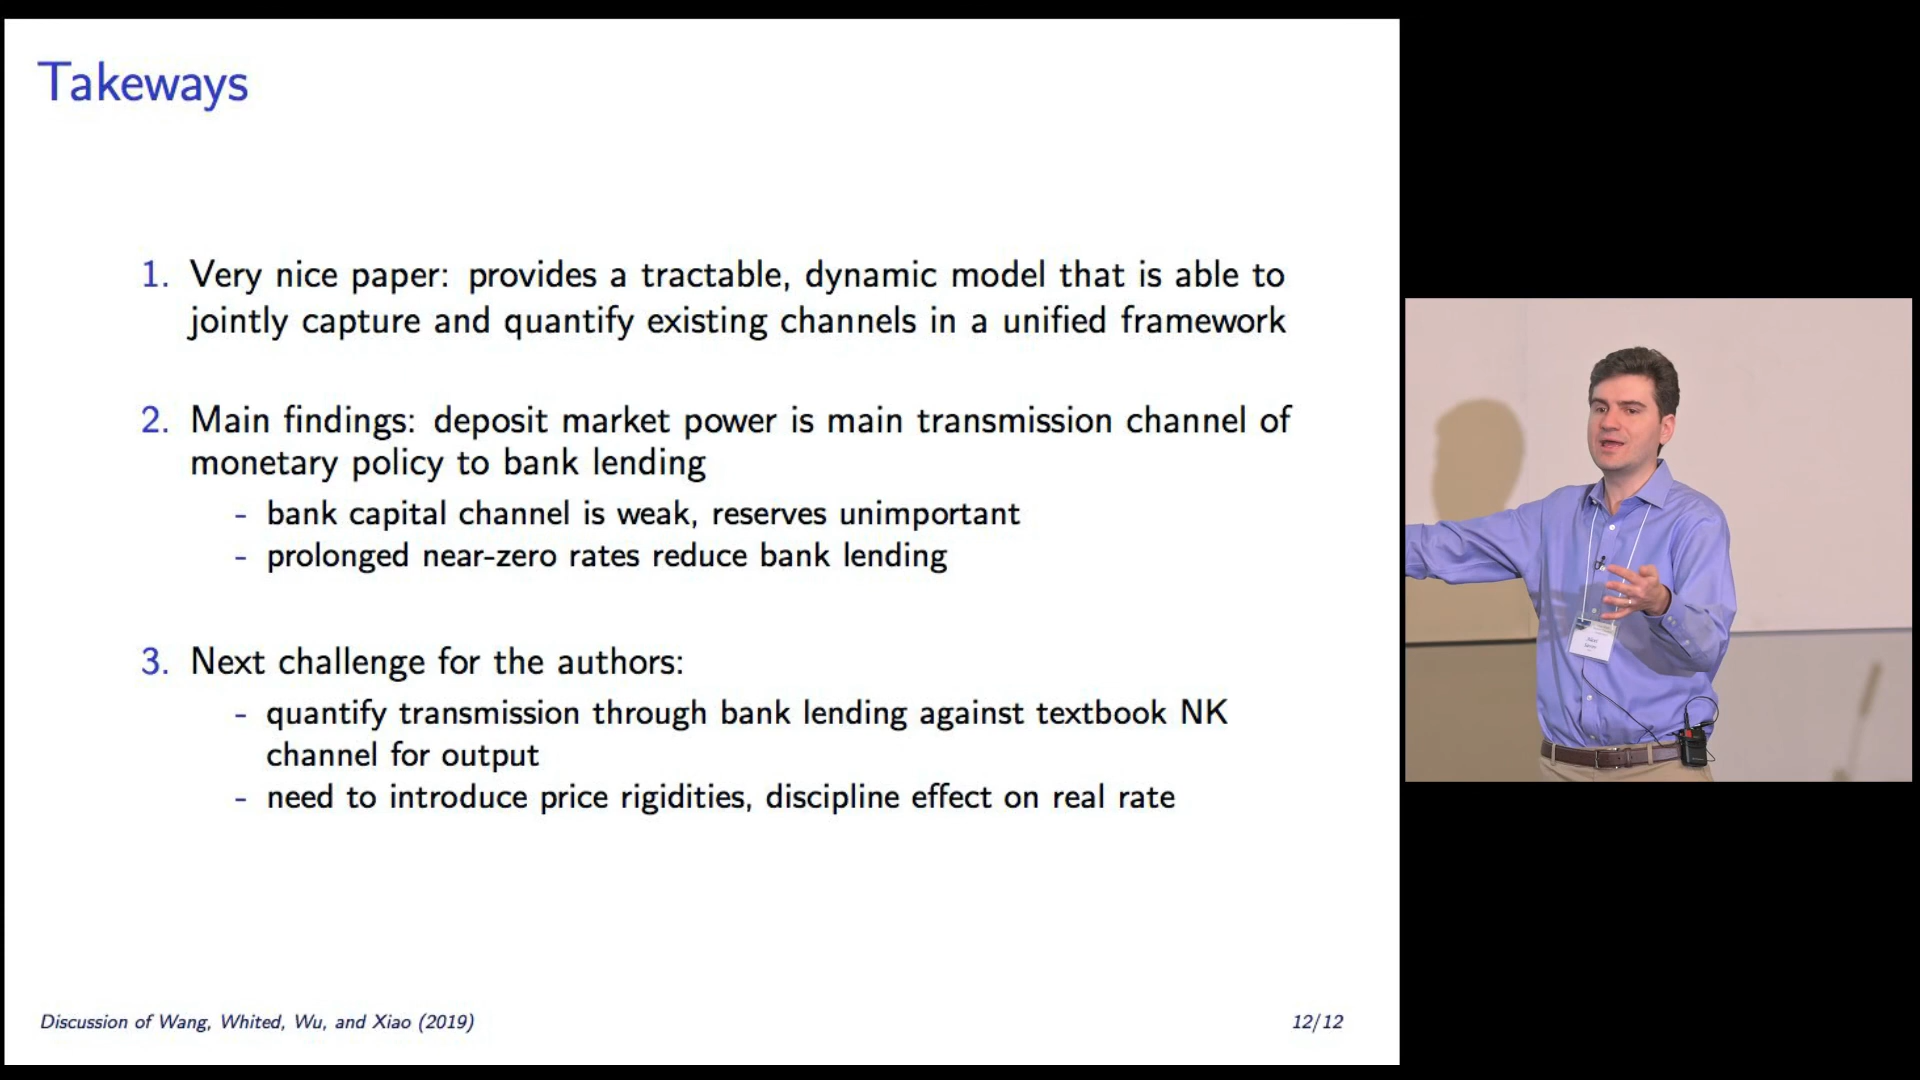 Takeways
1. Very nice paper: provides a tractable, dynamic model that is able to
jointly capture and quantify existing channels in a unified framework
2. Main findings: deposit market power is main transmission channel of
monetary policy to bank lending
- bank capital channel is weak, reserves unimportant
- prolonged near-zero rates reduce bank lending
3. Next challenge for the authors:
- quantify transmission through bank lending against textbook NK
channel for output
- need to introduce price rigidities, discipline effect on real rate
Discussion of Wang, Whited, Wu, and Xiao (2019)
12/12